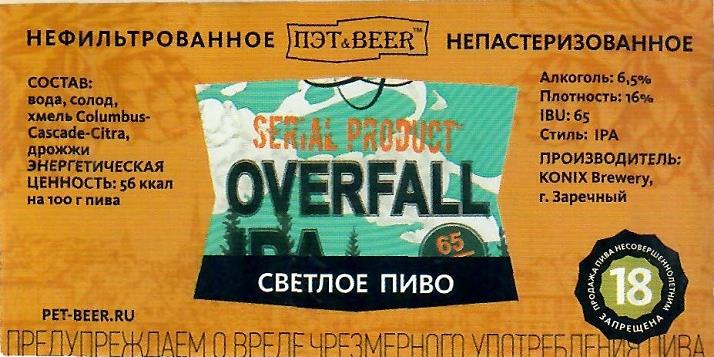 НЕФИЛЬТРОВАННОЕ ПЭТ&BEER™ НЕПАСТЕРИЗОВАННОЕ
СОСТАВ:
вода, солод,
хмель Columbus-
Cascade-Citra,
дрожжи
ЭНЕРГЕТИЧЕСКАЯ
ЦЕННОСТЬ: 56 ккал
на 100 г пива
SERIAL PRODUCT
OVERFALL
IPA
65
СВЕТЛОЕ ПИВО
Алкоголь: 6,5%
Плотность: 16%
IBU: 65
Стиль: IPA
ПРОИЗВОДИТЕЛЬ:
KONIX Brewery,
г. Заречный
ПРОДАЖА ПИВА НЕСОВЕРШЕННОЛЕТНИМ
18
ЗАПРЕЩЕНА
PET-BEER.RU
ПРЕДУПРЕЖДАЕМ О ВРЕДЕ ЧРЕЗМЕРНОГО УПОТРЕБЛЕНИЯ ПИВА